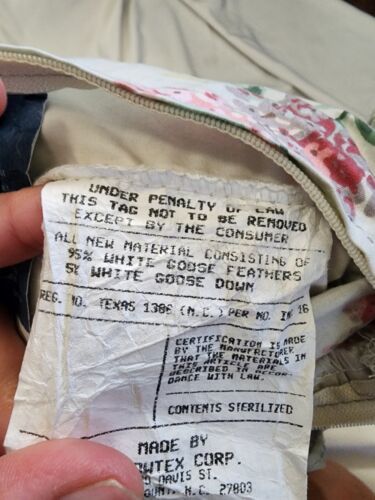 UNDER PENALTY OF LAW
THIS TAG NOT TO BE REMOVED
EXCEPT BY THE CONSUMER
ALL NEW MATERIAL CONSISTING OF
95% WHITE GOOSE FEATHERS
5% WHITE GOOSE DOWN
REG. NO. TEXAS 1386 (N.C.) PER NO. 16
CERTIFICATION IS MADE
BY THE MANUFACTURER
THAT THE MATERIALS IN
THIS ARTICLE ARE
DESCRIBED IN ACCOR-
DANCE WITH LAW.
CONTENTS STERILIZED
MADE BY
WTEX CORP.
DAVIS ST.
OUNT, N.C. 27803